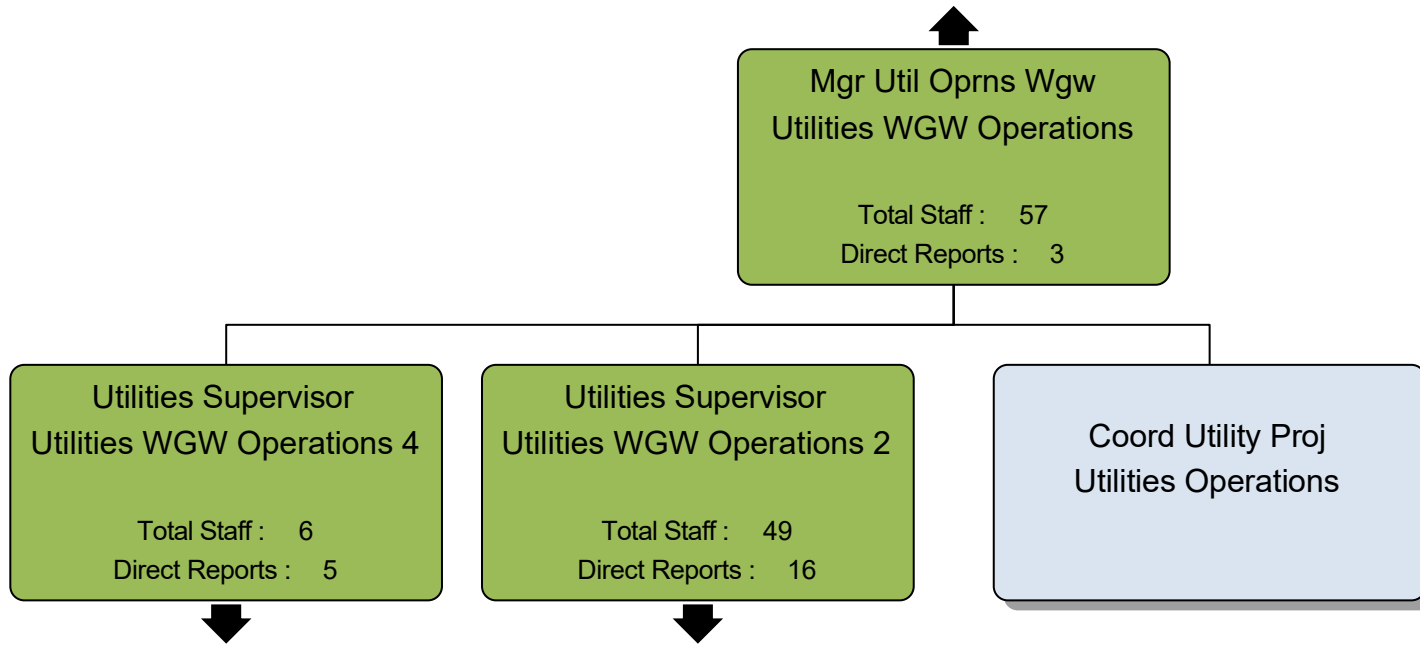 Mgr Util Oprns Wgw
Utilities WGW Operations
Total Staff : 57
Direct Reports : 3
Utilities Supervisor
Utilities WGW Operations 4
Total Staff : 6
Direct Reports : 5
Utilities Supervisor
Utilities WGW Operations 2
Total Staff : 49
Direct Reports : 16
Coord Utility Proj
Utilities Operations